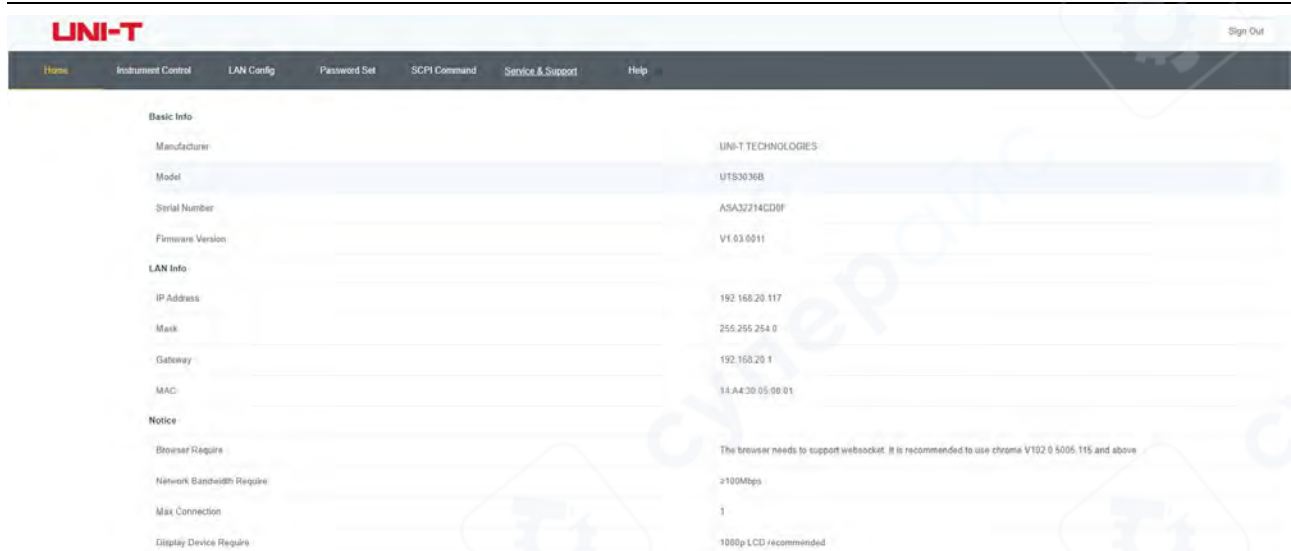 UNI-T
Sign Out
Home Instrument Control LAN Config Password Set SCPI Command Service & Support Help
Basic Info
Manufacturer UNI-T TECHNOLOGIES
Model UTS3036B
Serial Number ASA32214CD0F
Firmware Version V1.03.0011
LAN Info
IP Address 192.168.20.117
Mask 255.255.254.0
Gateway 192.168.20.1
MAC 14:A4:30:05:08:01
Notice
Browser Require The browser needs to support websocket. It is recommended to use chrome V102.0.5005.115 and above
Network Bandwidth Require ≥100Mbps
Max Connection 1
Display Device Require 1080p LCD recommended
суперайс